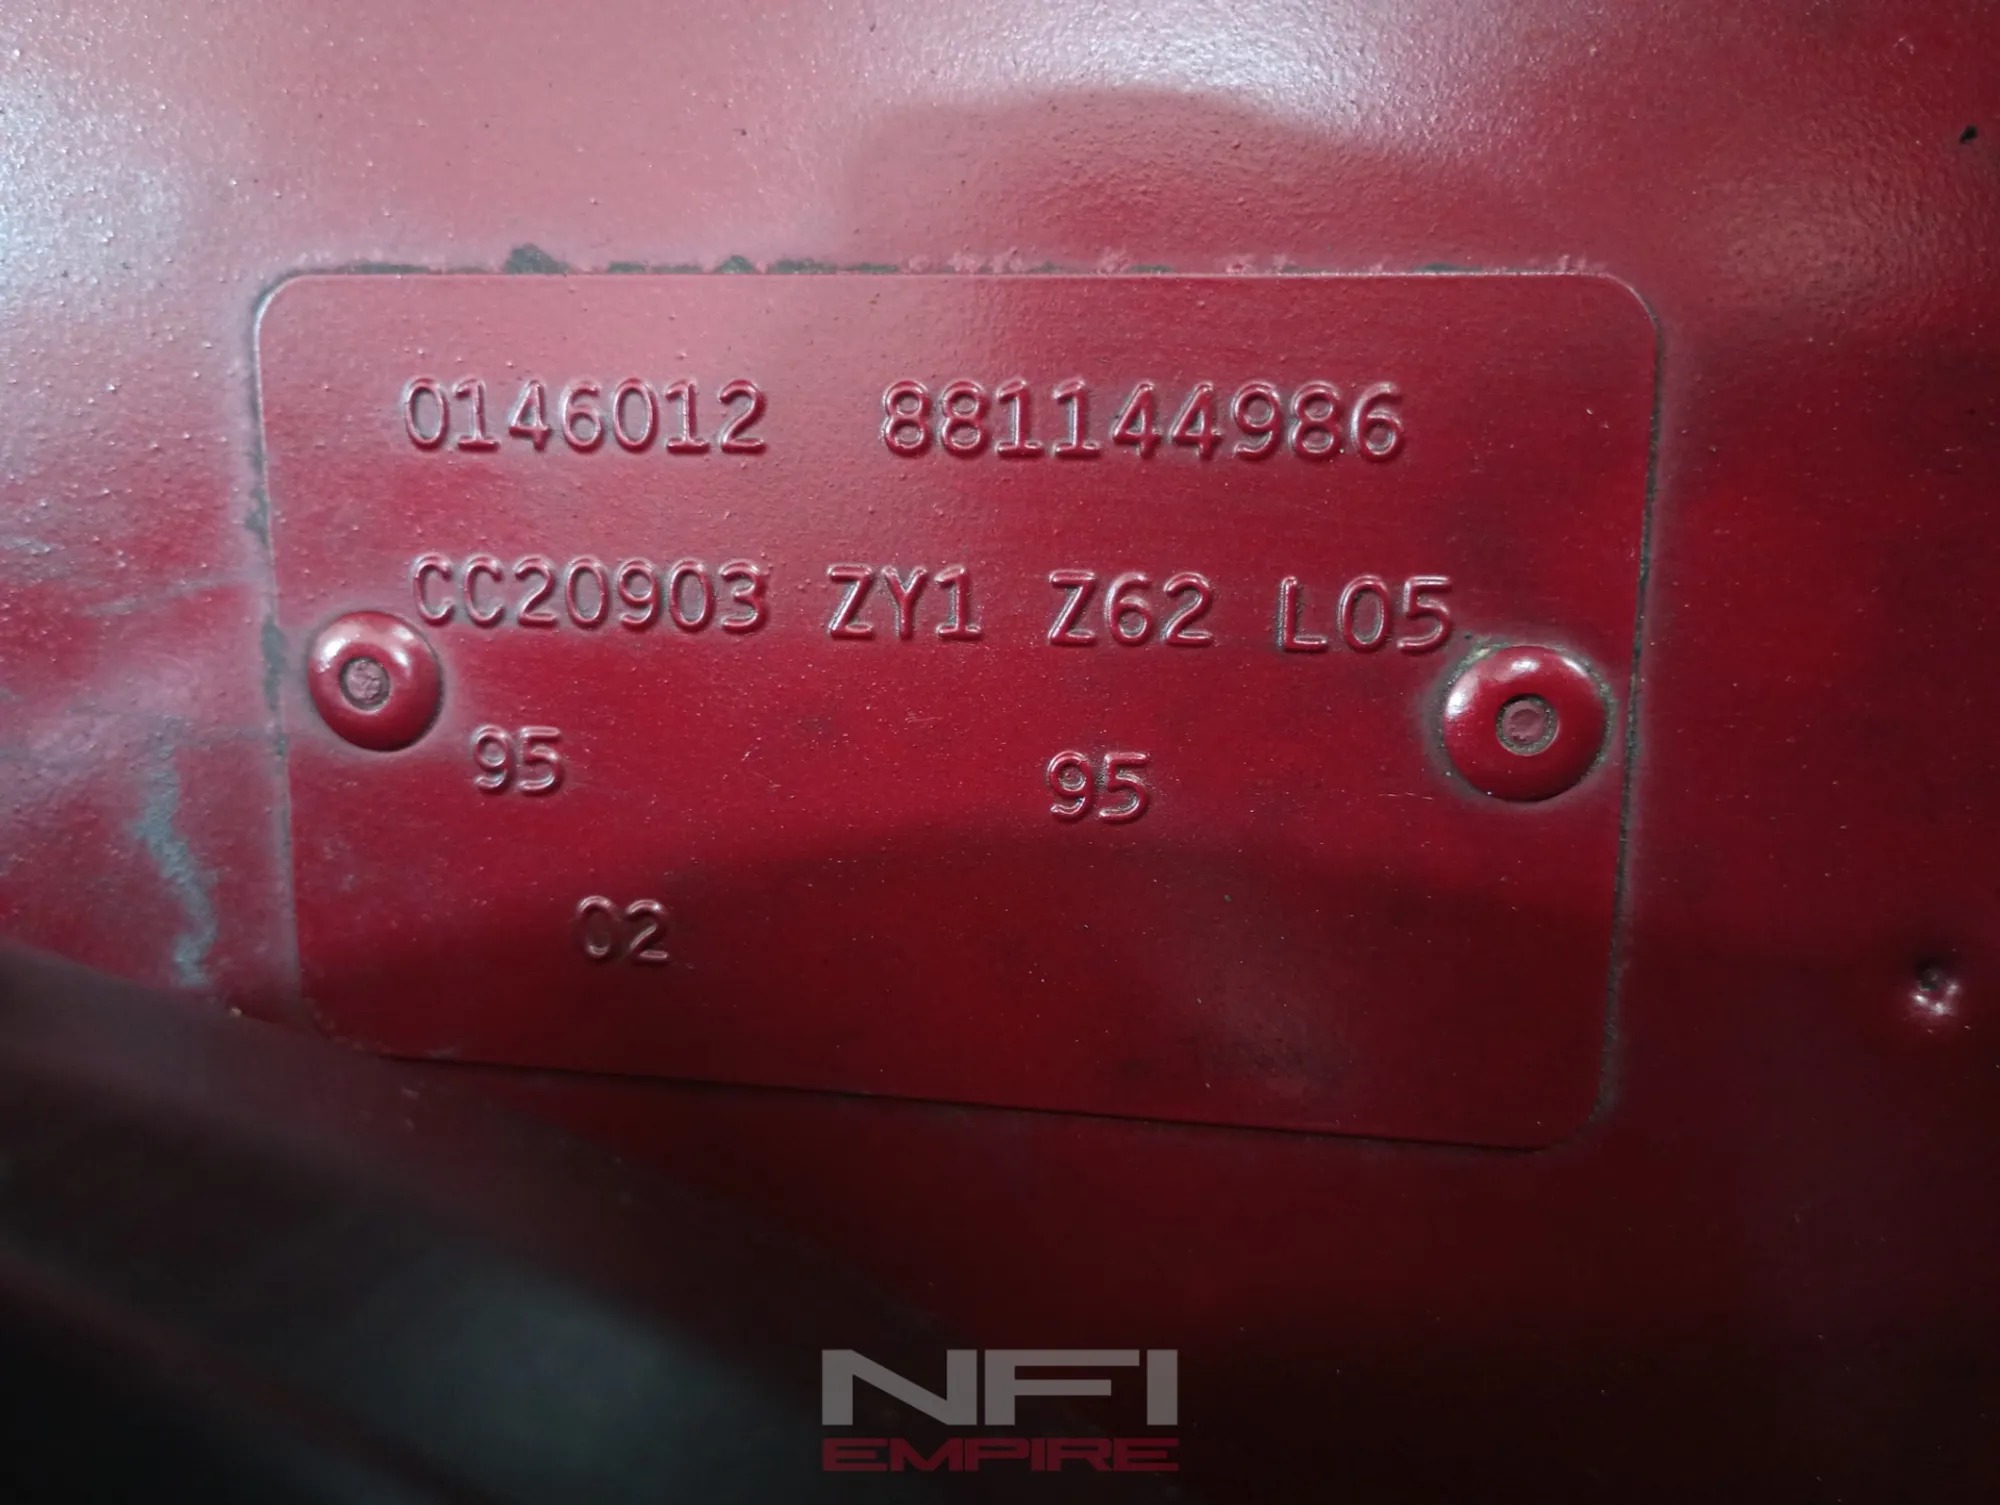 0146012 881144986
CC20903 ZY1 Z62 L05
95 95
02
NFI
EMPIRE